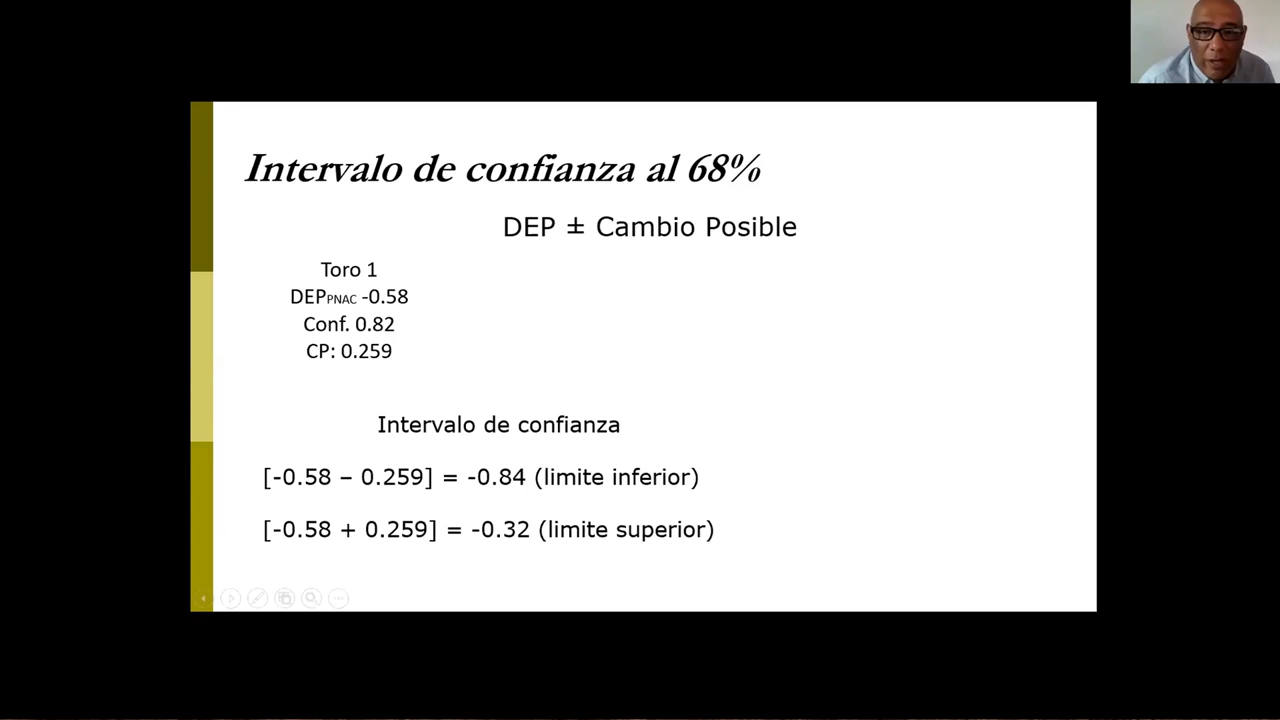 Intervalo de confianza al 68%
DEP ± Cambio Posible
Toro 1
DEPPNAC -0.58
Conf. 0.82
CP: 0.259
Intervalo de confianza
[-0.58 – 0.259] = -0.84 (limite inferior)
[-0.58 + 0.259] = -0.32 (limite superior)